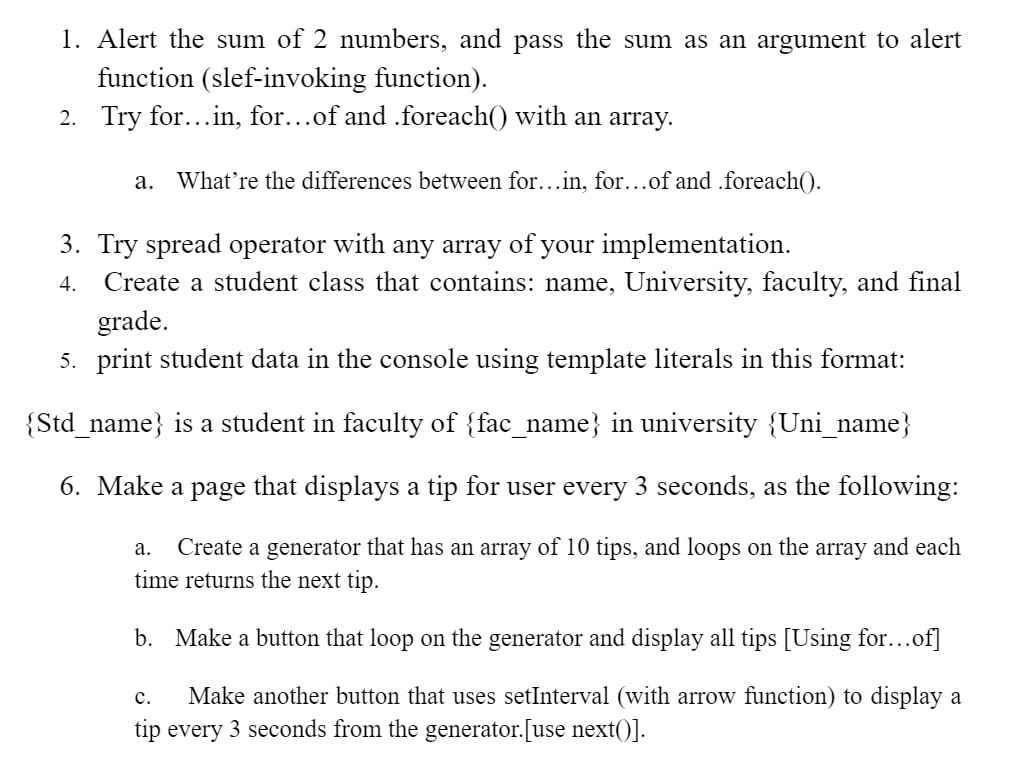 1. Alert the sum of 2 numbers, and pass the sum as an argument to alert
function (slef-invoking function).
2. Try for…in, for…of and .foreach() with an array.
a. What’re the differences between for…in, for…of and .foreach().
3. Try spread operator with any array of your implementation.
4. Create a student class that contains: name, University, faculty, and final
grade.
5. print student data in the console using template literals in this format:
{Std_name} is a student in faculty of {fac_name} in university {Uni_name}
6. Make a page that displays a tip for user every 3 seconds, as the following:
a. Create a generator that has an array of 10 tips, and loops on the array and each
time returns the next tip.
b. Make a button that loop on the generator and display all tips [Using for…of]
c. Make another button that uses setInterval (with arrow function) to display a
tip every 3 seconds from the generator.[use next()].